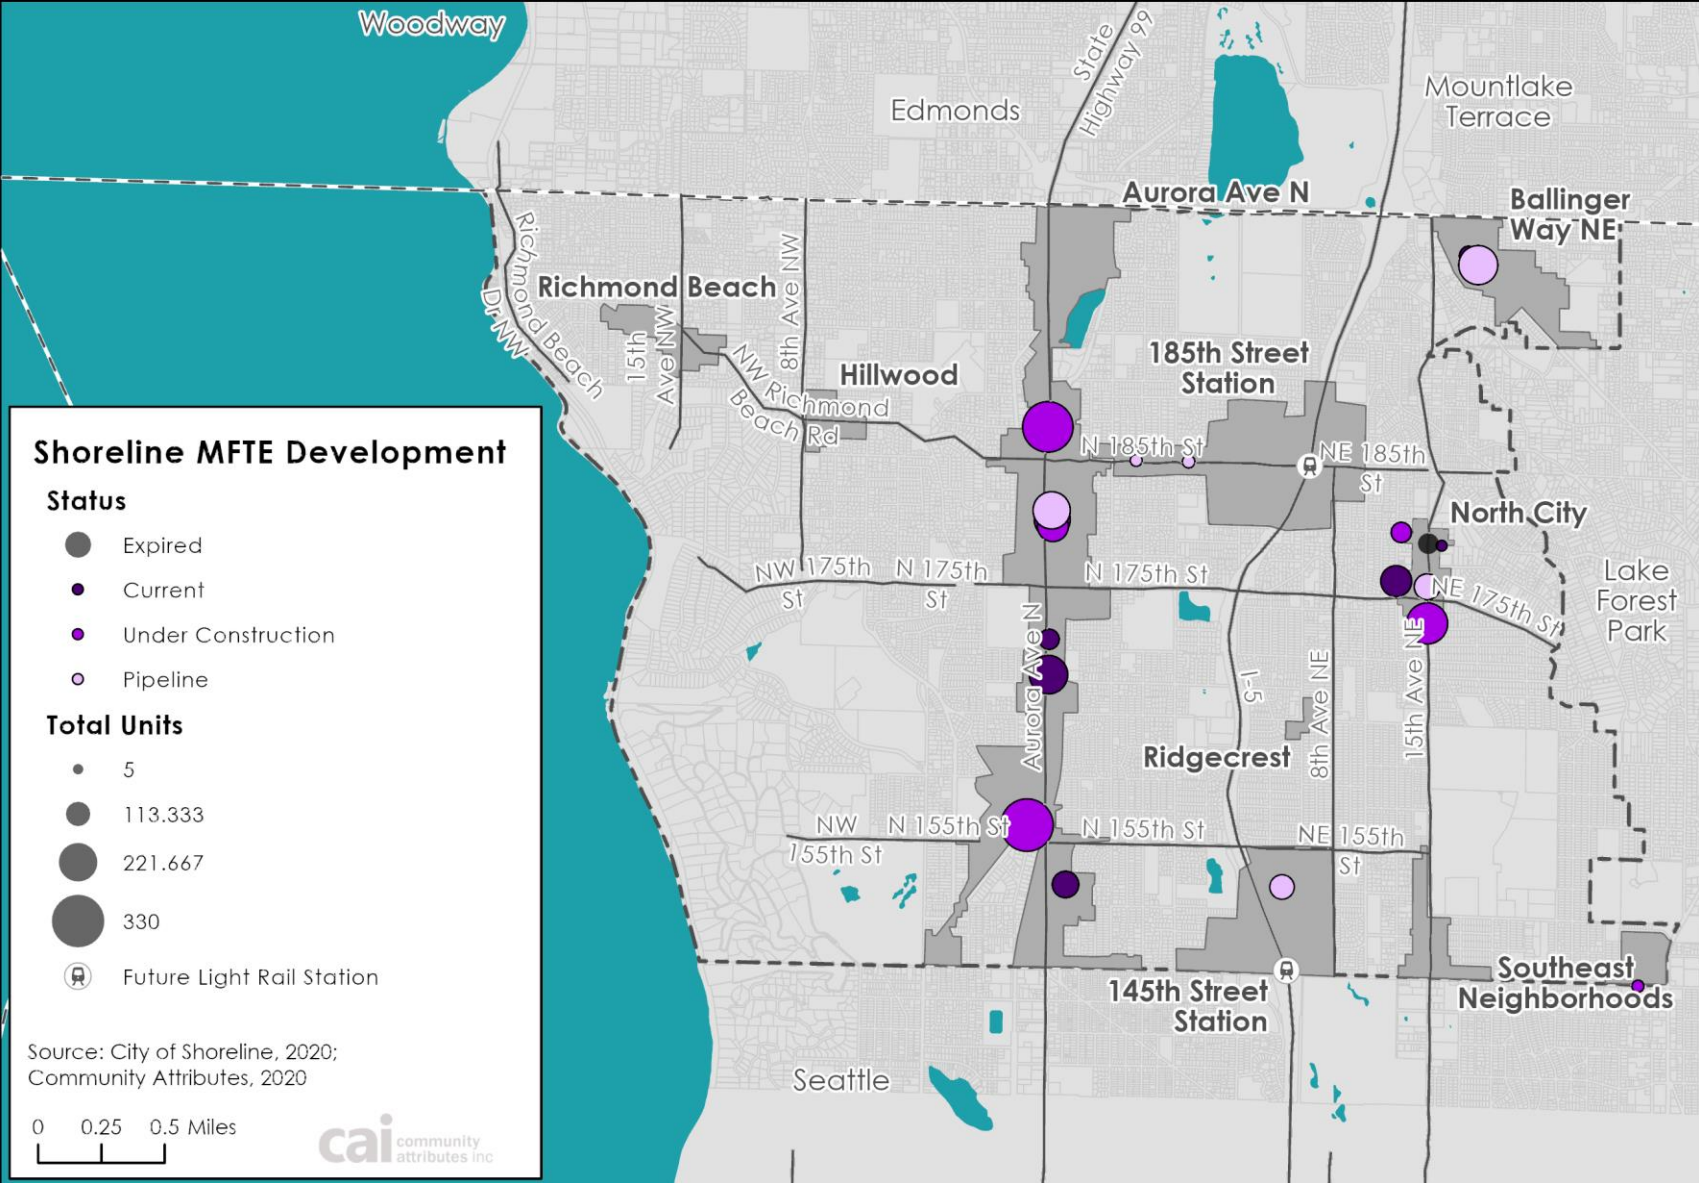 Woodway
State
Highway 99
Edmonds
Mountlake
Terrace
Aurora Ave N
Ballinger
Way NE
Richmond Beach
Dr NW
Richmond Beach
15th
Ave NW
8th Ave NW
NW Richmond
Beach Rd
Hillwood
185th Street
Station
N 185th St
NE 185th
St
North City
Lake
Forest
Park
NW 175th
St
N 175th
St
N 175th St
NE 175th St
Aurora Ave N
I-5
8th Ave NE
15th Ave NE
Ridgecrest
NW
155th St
N 155th St
N 155th St
NE 155th
St
145th Street
Station
Southeast
Neighborhoods
Seattle
Shoreline MFTE Development
Status
Expired
Current
Under Construction
Pipeline
Total Units
5
113.333
221.667
330
Future Light Rail Station
Source: City of Shoreline, 2020;
Community Attributes, 2020
0 0.25 0.5 Miles
cai community
attributes inc